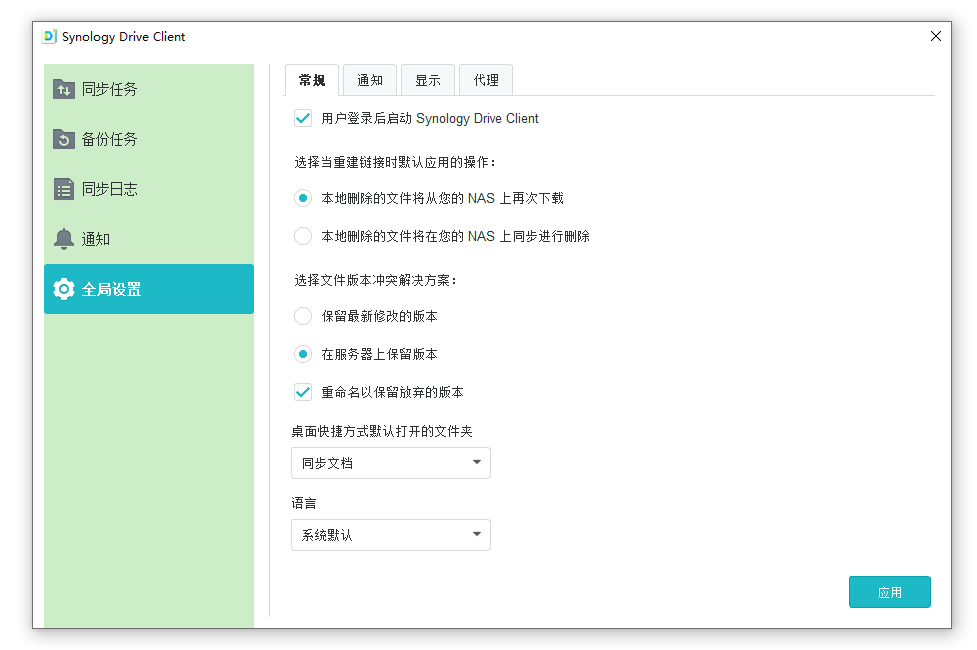 Synology Drive Client
同步任务
备份任务
同步日志
通知
全局设置
常规
通知
显示
代理
用户登录后启动 Synology Drive Client
选择当重建链接时默认应用的操作：
本地删除的文件将从您的 NAS 上再次下载
本地删除的文件将在您的 NAS 上同步进行删除
选择文件版本冲突解决方案：
保留最新修改的版本
在服务器上保留版本
重命名以保留放弃的版本
桌面快捷方式默认打开的文件夹
同步文档
语言
系统默认
应用